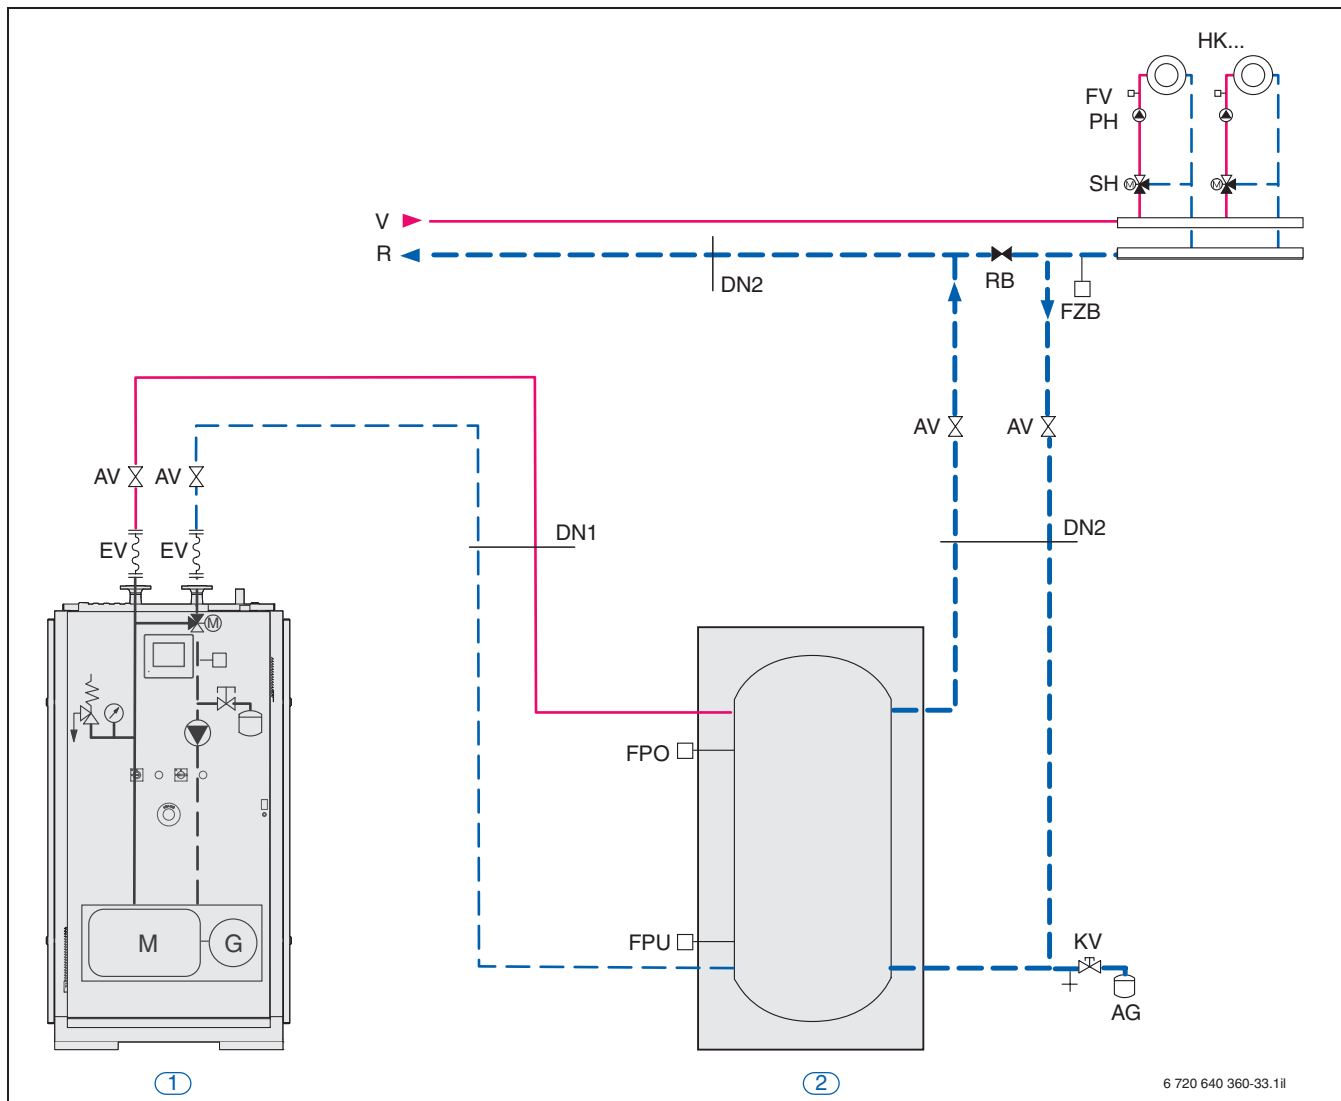 HK...
FV
PH
SH M M
V
R
DN2
RB
FZB
AV AV
AV AV
EV EV
DN1
DN2
M
FPO
FPU
M G
KV
AG
1
2
6 720 640 360-33.1il